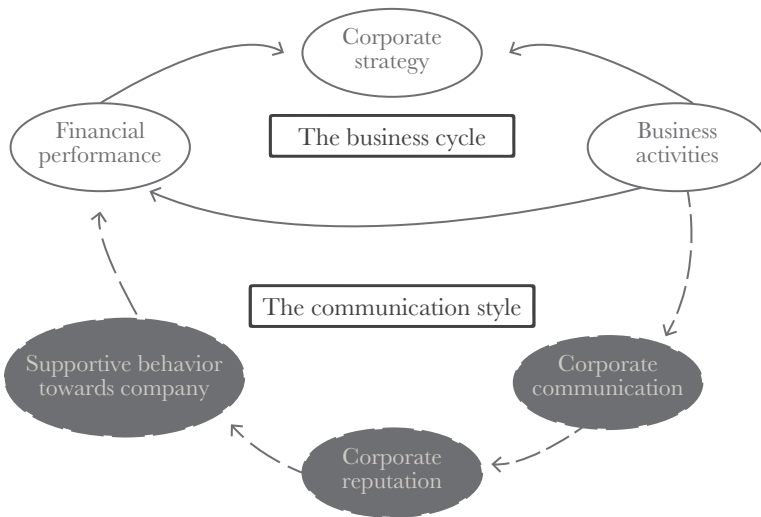 Corporate
strategy
Financial
performance
The business cycle
Business
activities
The communication style
Supportive behavior
towards company
Corporate
communication
Corporate
reputation